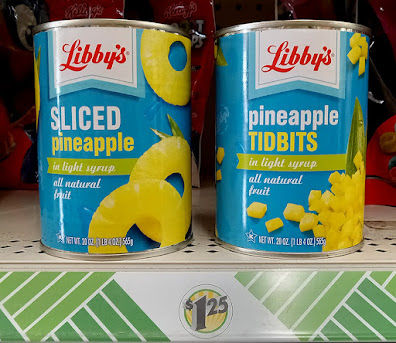 Libby's
SLICED
pineapple
in light syrup
all natural
fruit
NET WT. 20 OZ. (1 LB 4 OZ.) 565g
Libby's
pineapple
TIDBITS
in light syrup
all natural
fruit
NET WT. 20 OZ. (1 LB 4 OZ.) 565
$1.25